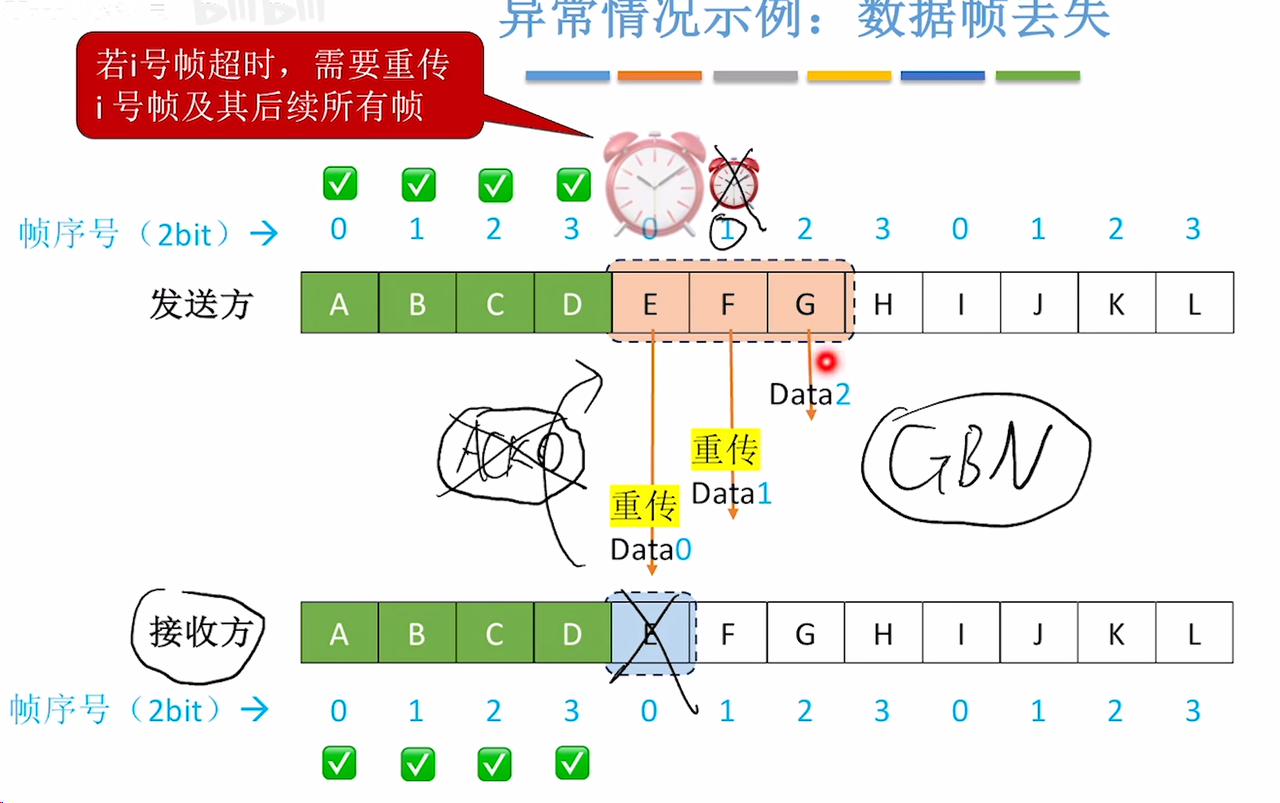 bilibili
异常情况示例：数据帧丢失
若i号帧超时，需要重传
i 号帧及其后续所有帧
帧序号（2bit）→ 0 1 2 3 0 1 2 3 0 1 2 3
发送方 A B C D E F G H I J K L
Data2
ACK0
GBN
重传
Data1
重传
Data0
接收方 A B C D E F G H I J K L
帧序号（2bit）→ 0 1 2 3 0 1 2 3 0 1 2 3